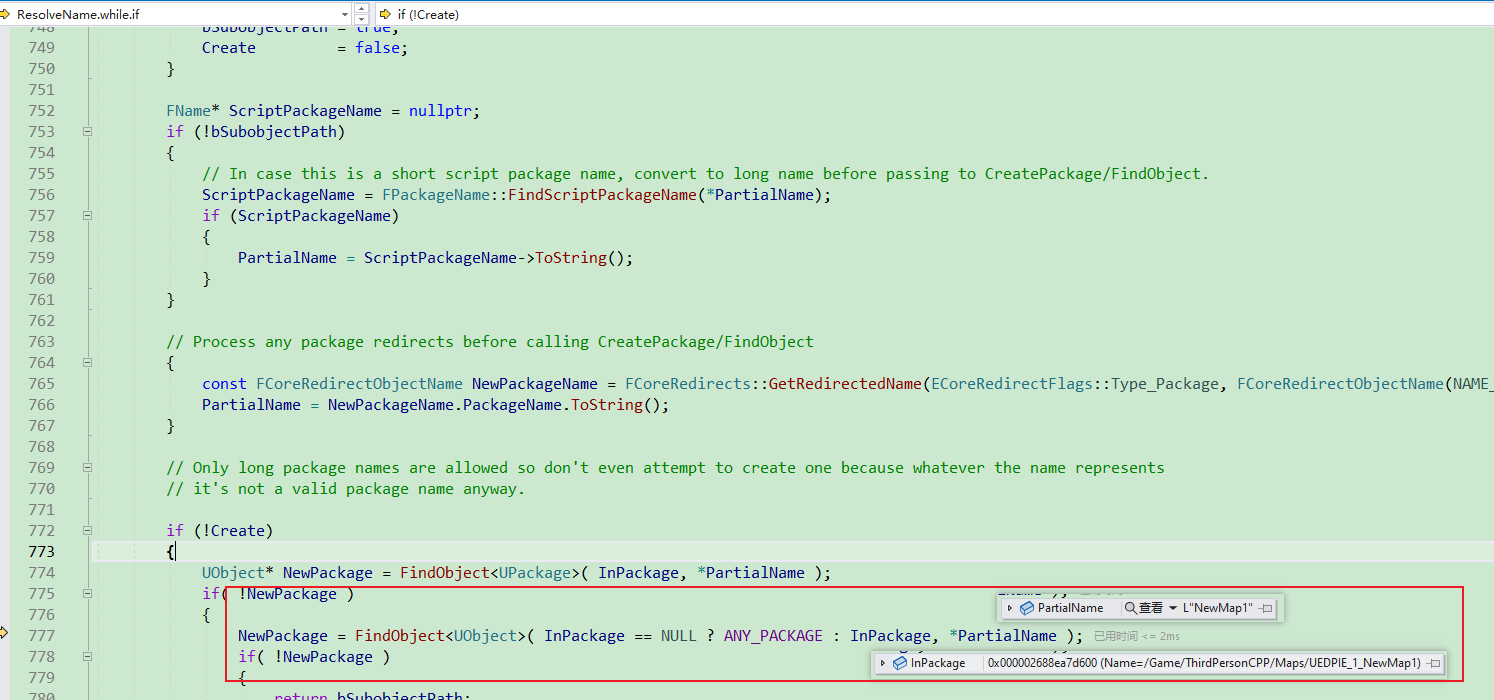 ResolveName.while.if
if (!Create)
748 bSubobjectPath = true;
749 Create = false;
750 }
751
752 FName* ScriptPackageName = nullptr;
753 if (!bSubobjectPath)
754 {
755 // In case this is a short script package name, convert to long name before passing to CreatePackage/FindObject.
756 ScriptPackageName = FPackageName::FindScriptPackageName(*PartialName);
757 if (ScriptPackageName)
758 {
759 PartialName = ScriptPackageName->ToString();
760 }
761 }
762
763 // Process any package redirects before calling CreatePackage/FindObject
764 {
765 const FCoreRedirectObjectName NewPackageName = FCoreRedirects::GetRedirectedName(ECoreRedirectFlags::Type_Package, FCoreRedirectObjectName(NAME_
766 PartialName = NewPackageName.PackageName.ToString();
767 }
768
769 // Only long package names are allowed so don't even attempt to create one because whatever the name represents
770 // it's not a valid package name anyway.
771
772 if (!Create)
773 {
774 UObject* NewPackage = FindObject<UPackage>( InPackage, *PartialName );
775 if( !NewPackage )
776 {
PartialName 查看 L"NewMap1"
777 NewPackage = FindObject<UObject>( InPackage == NULL ? ANY_PACKAGE : InPackage, *PartialName ); 已用时间 <= 2ms
778 if( !NewPackage )
InPackage 0x000002688ea7d600 (Name=/Game/ThirdPersonCPP/Maps/UEDPIE_1_NewMap1)
779 {
780 return bSubobjectPath;